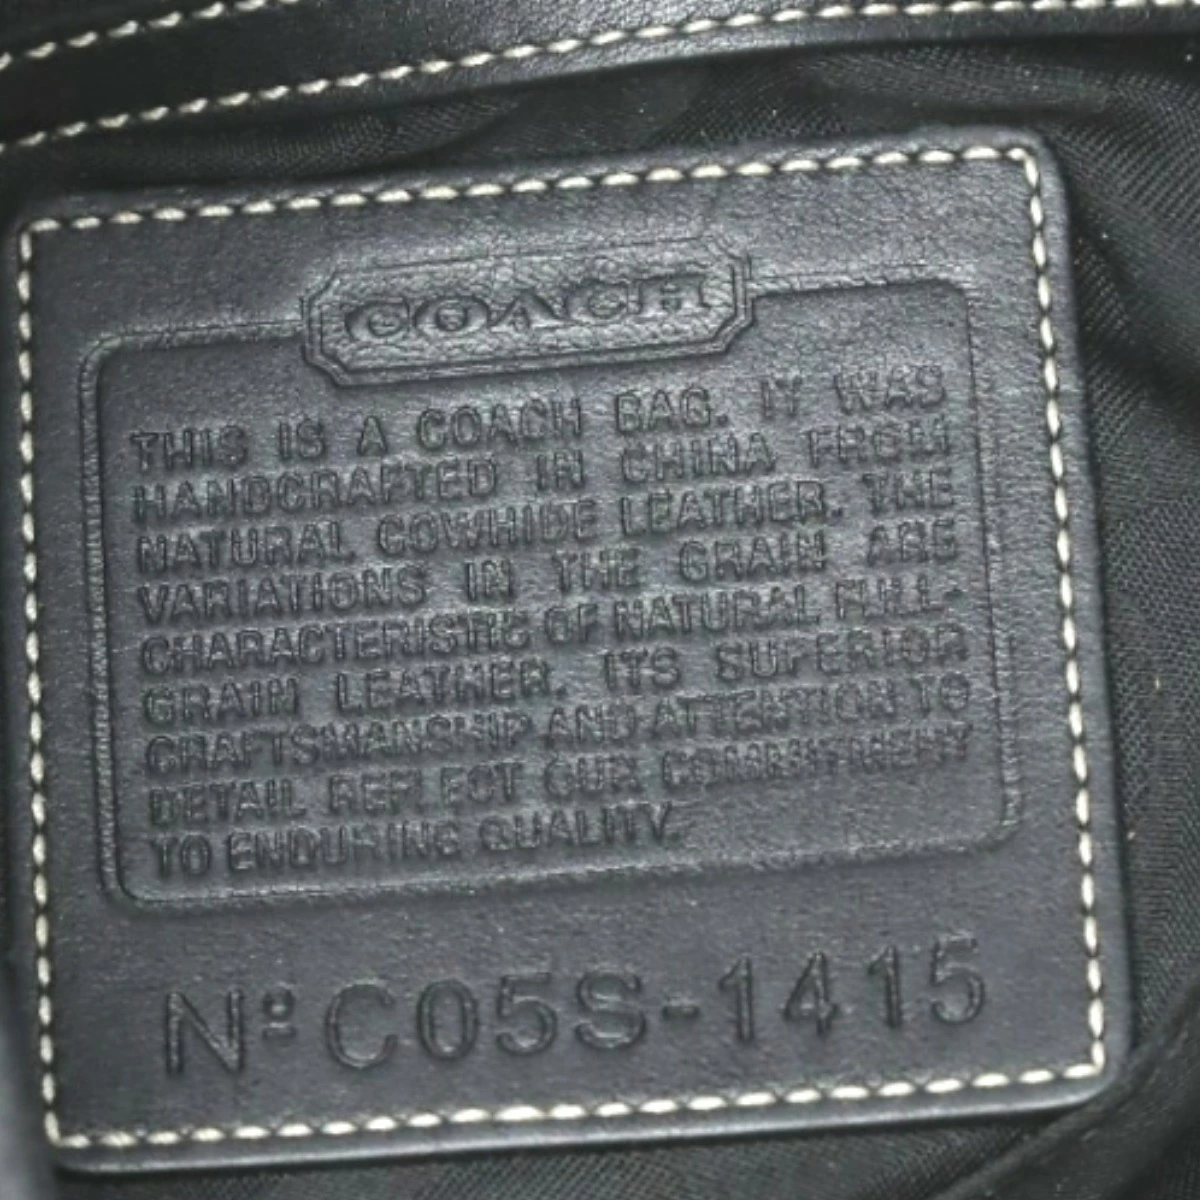 COACH
THIS IS A COACH BAG. IT WAS
HANDCRAFTED IN CHINA FROM
NATURAL COWHIDE LEATHER. THE
VARIATIONS IN THE GRAIN ARE
CHARACTERISTIC OF NATURAL FULL-
GRAIN LEATHER. ITS SUPERIOR
CRAFTSMANSHIP AND ATTENTION TO
DETAIL REFLECT OUR COMMITMENT
TO ENDURING QUALITY.
Nº C05S-1415